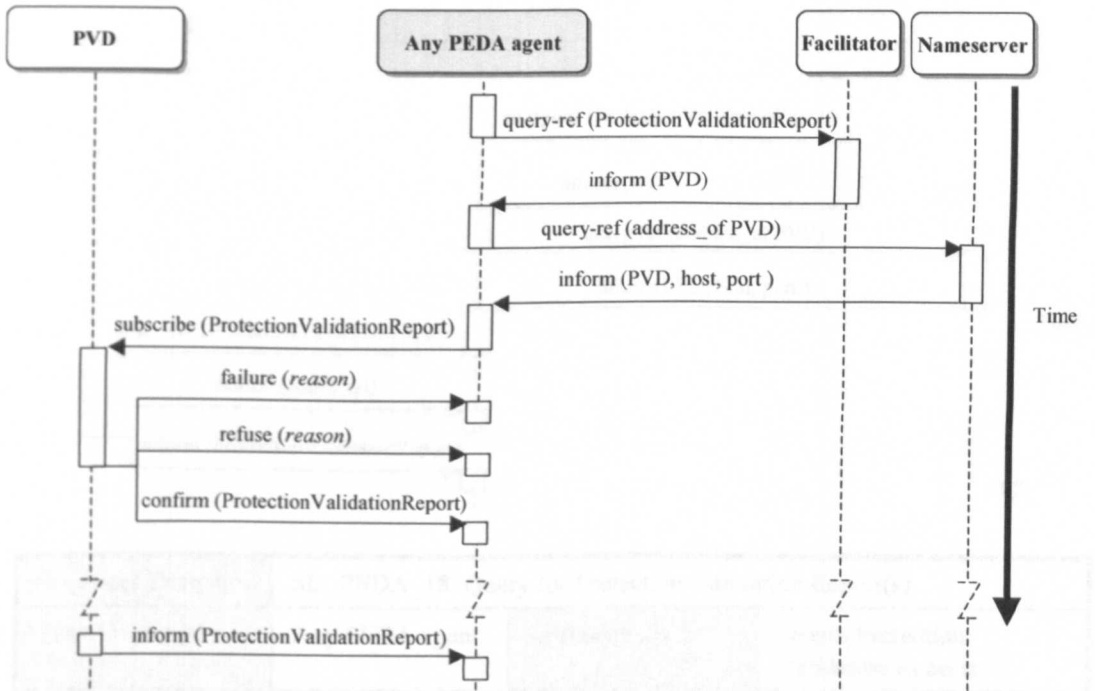 PVD
Any PEDA agent
Facilitator
Nameserver
query-ref (ProtectionValidationReport)
inform (PVD)
query-ref (address_of PVD)
inform (PVD, host, port )
Time
subscribe (ProtectionValidationReport)
failure (reason)
refuse (reason)
confirm (ProtectionValidationReport)
inform (ProtectionValidationReport)